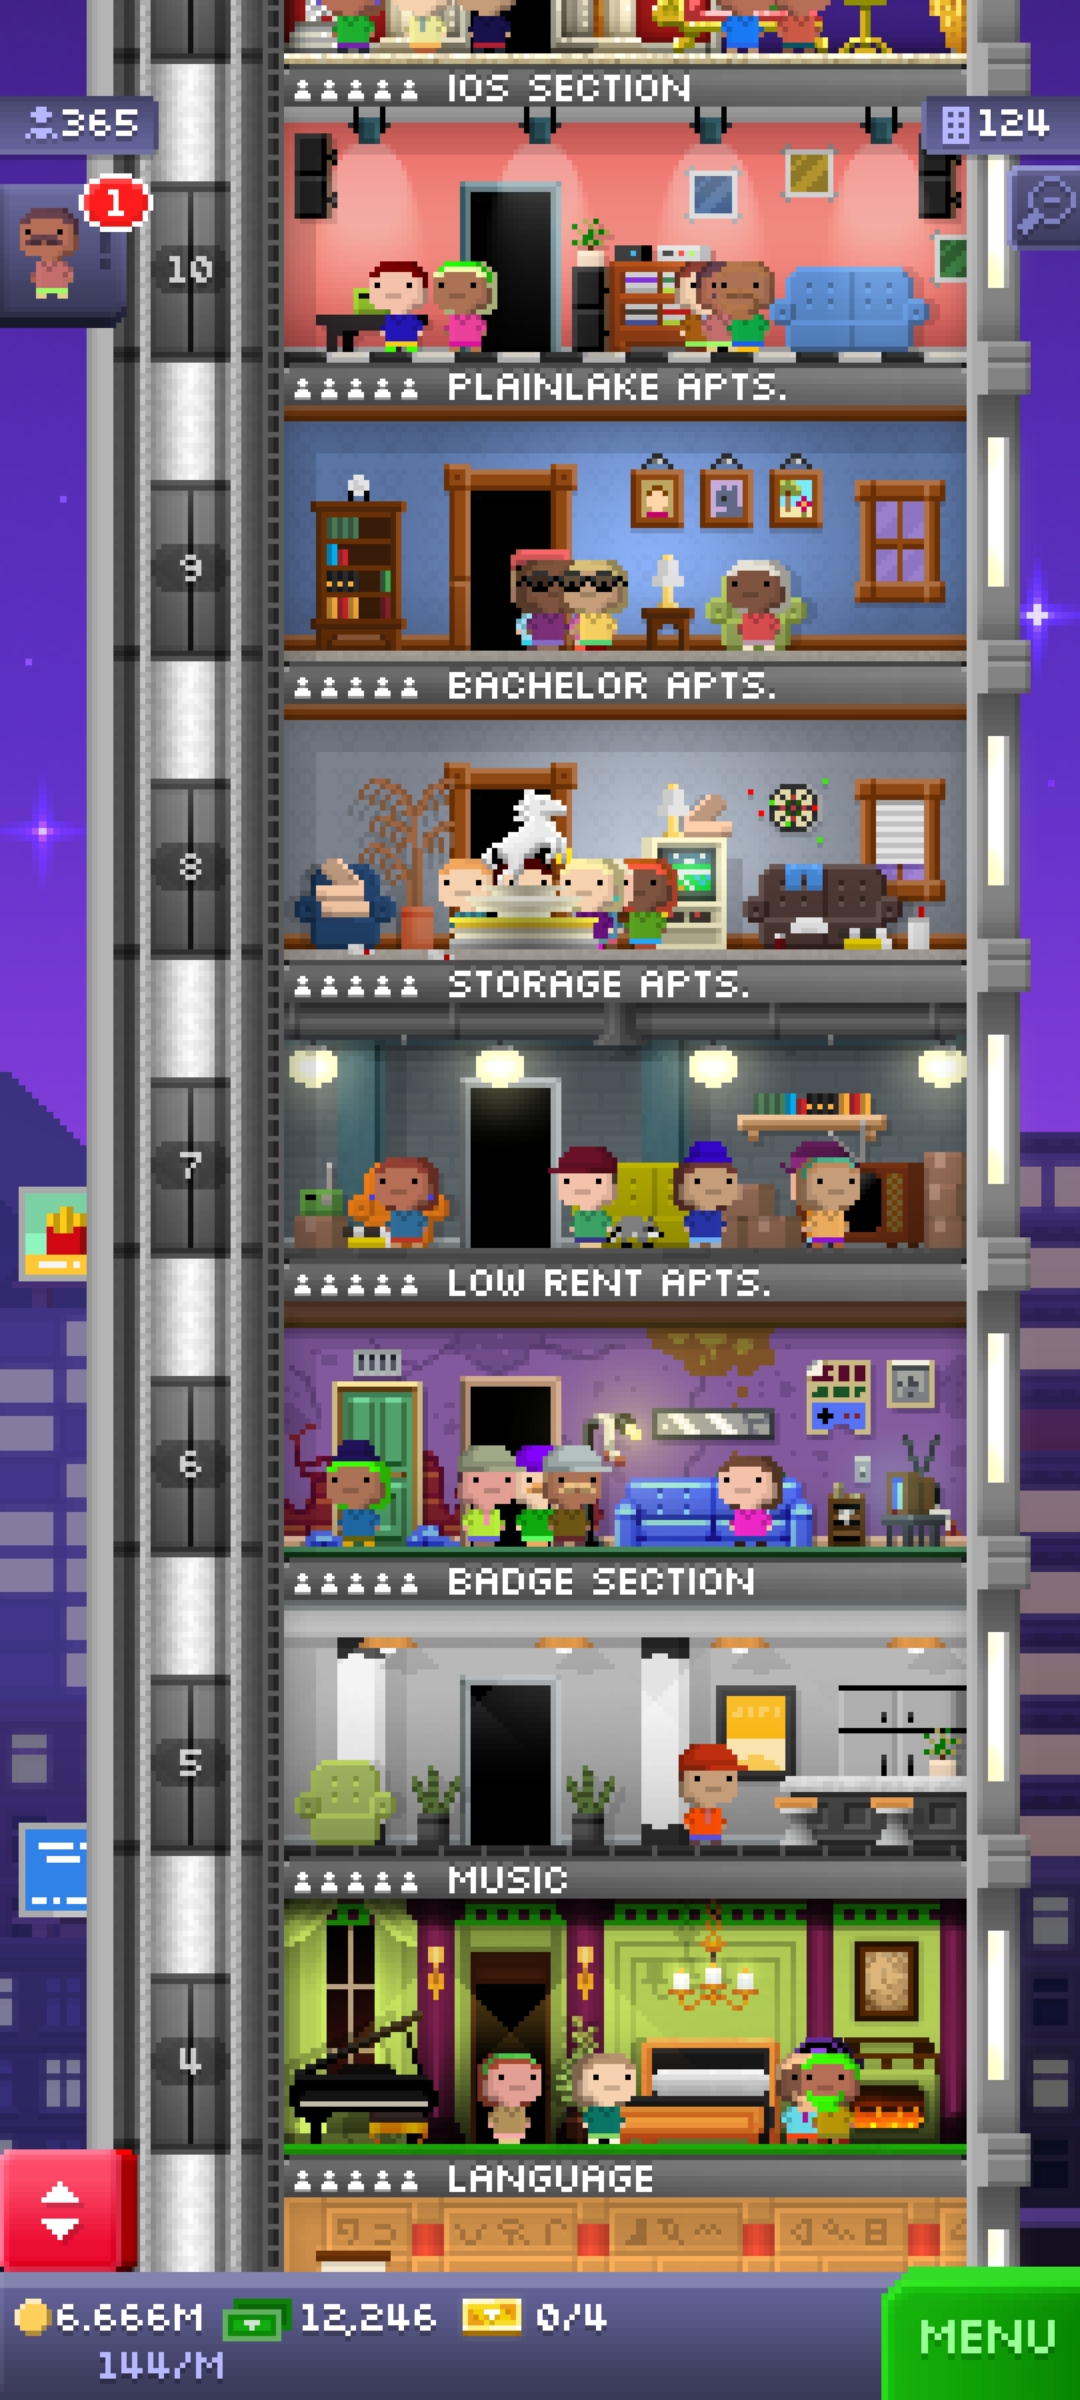 IOS SECTION
365
124
1
10
PLAINLAKE APTS.
9
BACHELOR APTS.
8
STORAGE APTS.
7
LOW RENT APTS.
6
BADGE SECTION
5
MUSIC
4
LANGUAGE
6.666M 12,246 0/4
144/M
MENU